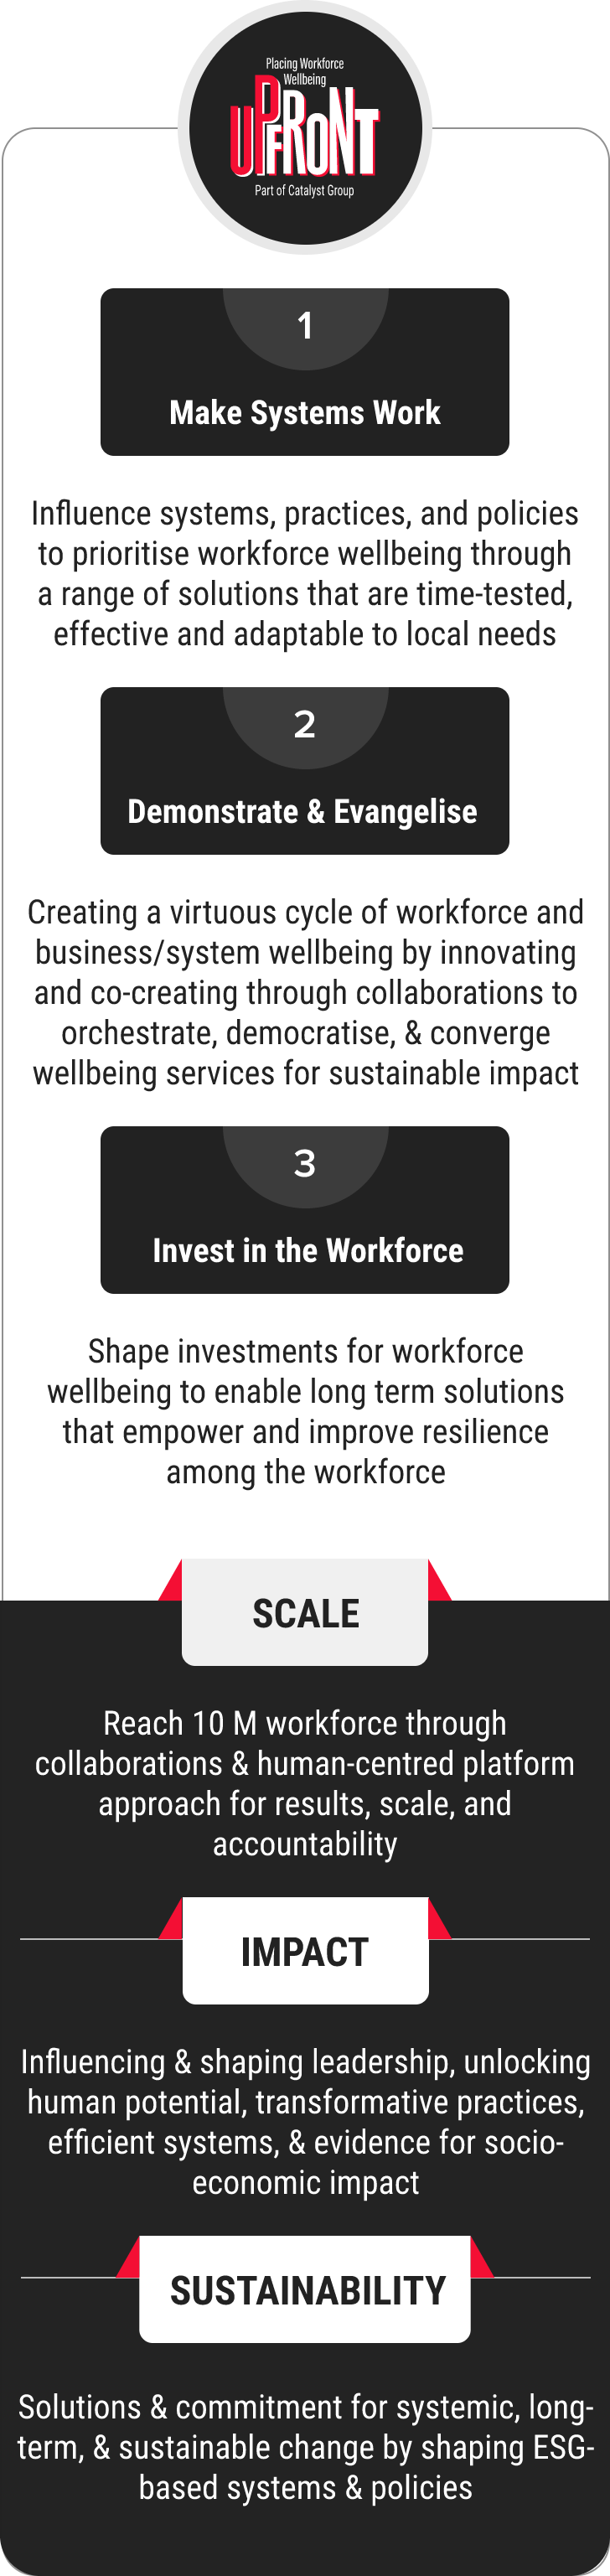 Placing Workforce
Wellbeing
UPFRONT
Part of Catalyst Group
1
Make Systems Work
Influence systems, practices, and policies
to prioritise workforce wellbeing through
a range of solutions that are time-tested,
effective and adaptable to local needs
2
Demonstrate & Evangelise
Creating a virtuous cycle of workforce and
business/system wellbeing by innovating
and co-creating through collaborations to
orchestrate, democratise, & converge
wellbeing services for sustainable impact
3
Invest in the Workforce
Shape investments for workforce
wellbeing to enable long term solutions
that empower and improve resilience
among the workforce
SCALE
Reach 10 M workforce through
collaborations & human-centred platform
approach for results, scale, and
accountability
IMPACT
Influencing & shaping leadership, unlocking
human potential, transformative practices,
efficient systems, & evidence for socio-
economic impact
SUSTAINABILITY
Solutions & commitment for systemic, long-
term, & sustainable change by shaping ESG-
based systems & policies